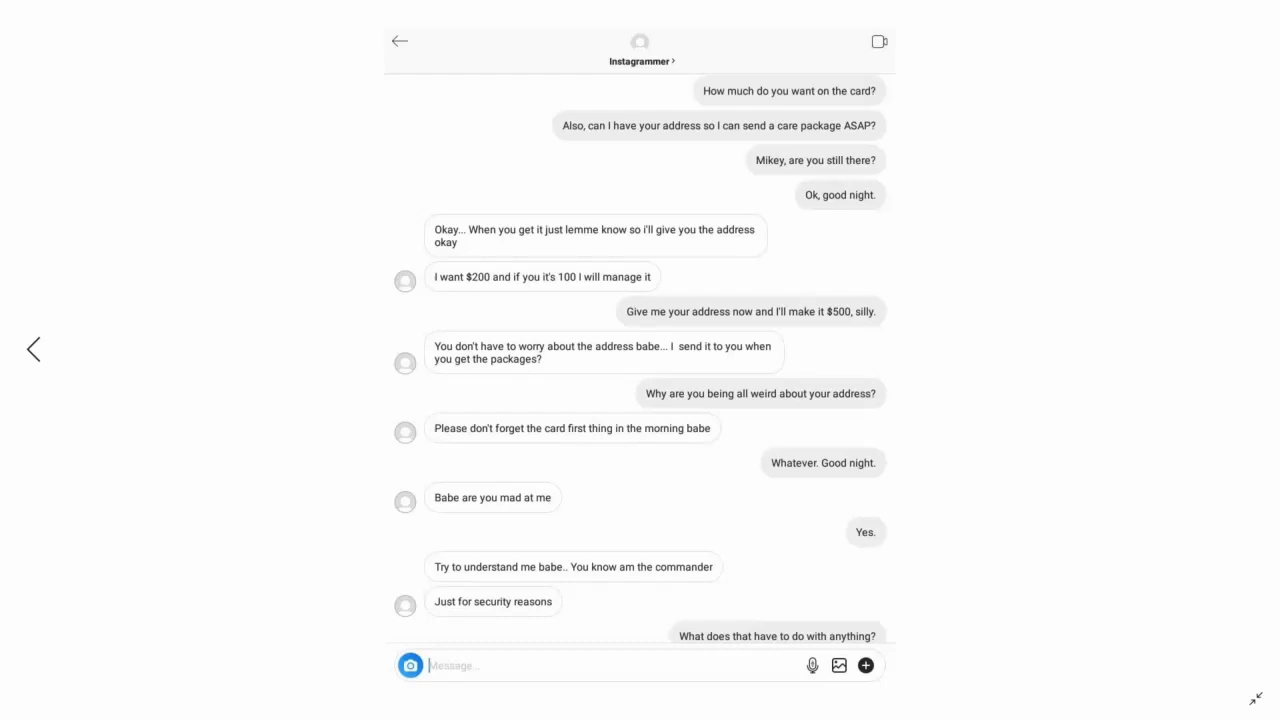 Instagrammer
How much do you want on the card?
Also, can I have your address so I can send a care package ASAP?
Mikey, are you still there?
Ok, good night.
Okay... When you get it just lemme know so i'll give you the address
okay
I want $200 and if you it's 100 I will manage it
Give me your address now and I'll make it $500, silly.
You don't have to worry about the address babe... I send it to you when
you get the packages?
Why are you being all weird about your address?
Please don't forget the card first thing in the morning babe
Whatever. Good night.
Babe are you mad at me
Yes.
Try to understand me babe.. You know am the commander
Just for security reasons
What does that have to do with anything?
Message...